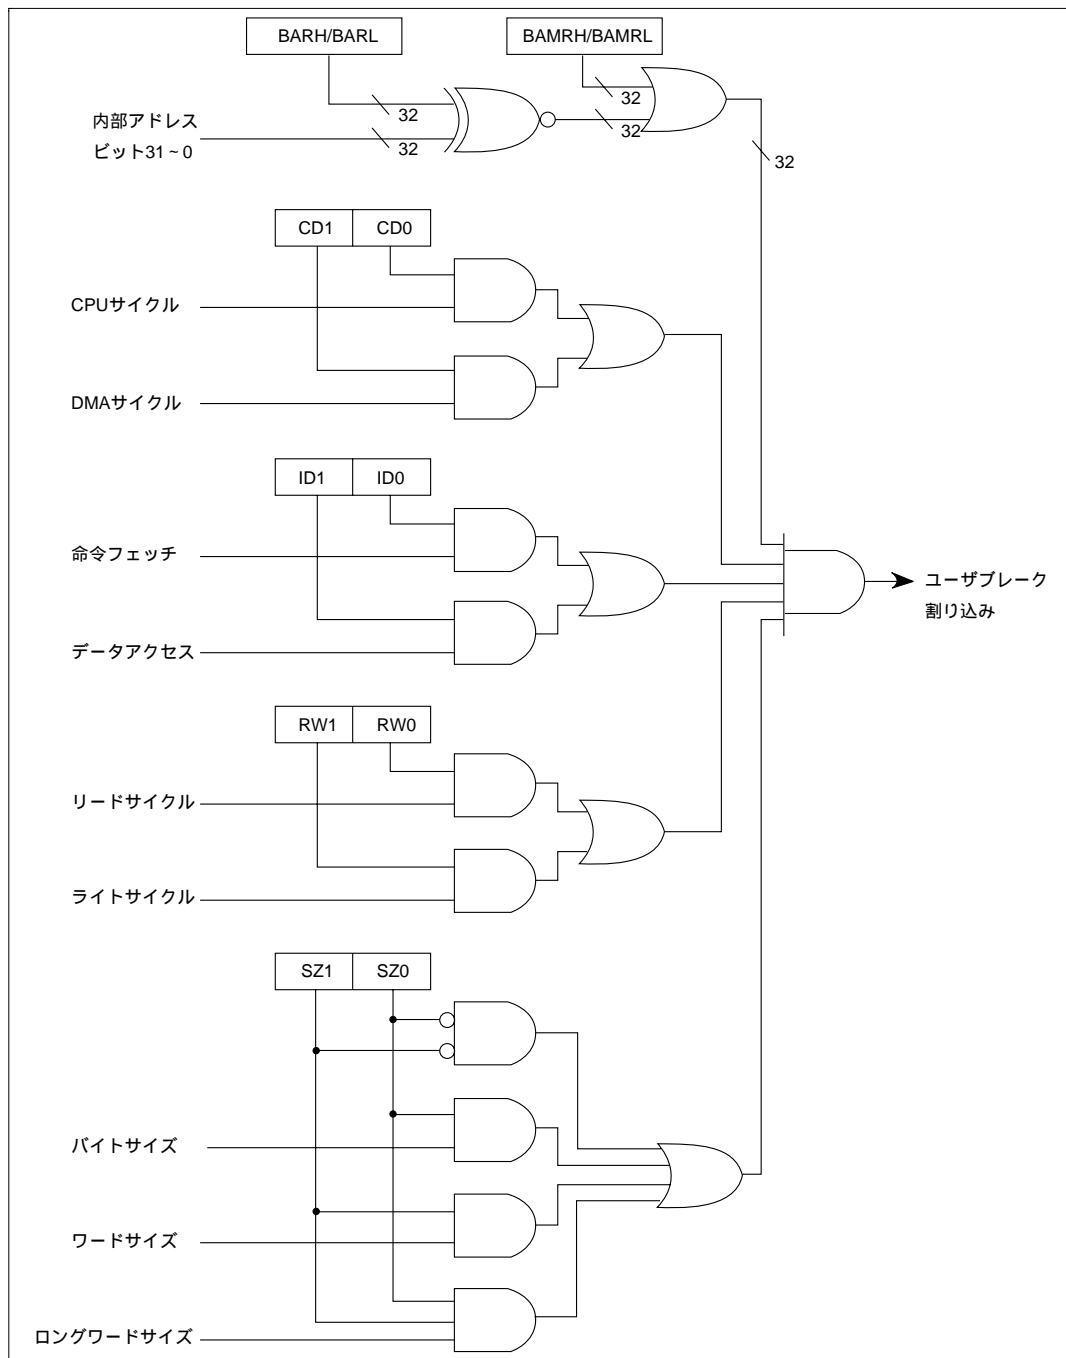 BARH/BARL
BAMRH/BAMRL
32
32
32
32
32
内部アドレス
ビット31~0
CD1
CD0
CPUサイクル
DMAサイクル
ID1
ID0
命令フェッチ
データアクセス
ユーザブレーク
割り込み
RW1
RW0
リードサイクル
ライトサイクル
SZ1
SZ0
バイトサイズ
ワードサイズ
ロングワードサイズ